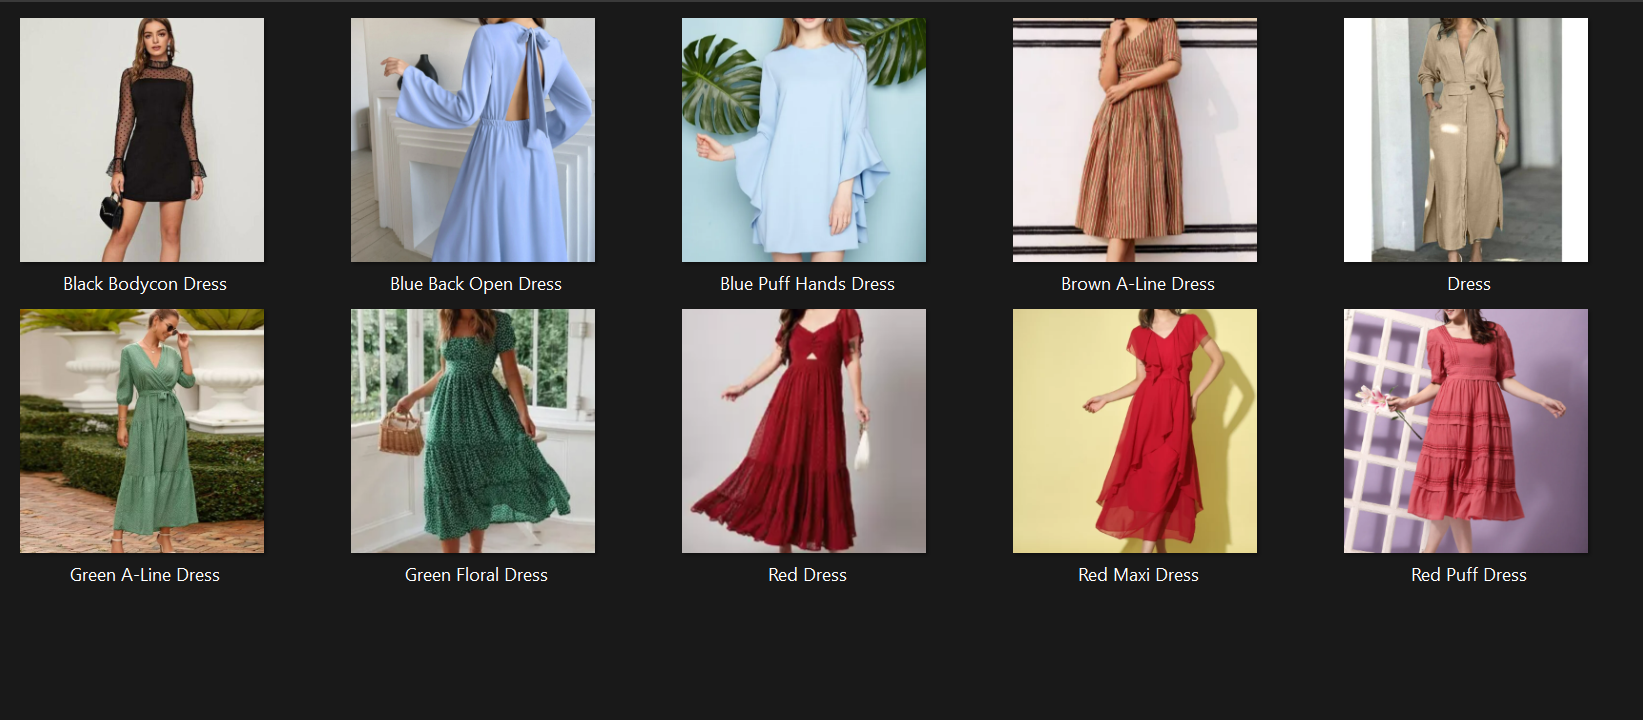 Black Bodycon Dress
Blue Back Open Dress
Blue Puff Hands Dress
Brown A-Line Dress
Dress
Green A-Line Dress
Green Floral Dress
Red Dress
Red Maxi Dress
Red Puff Dress